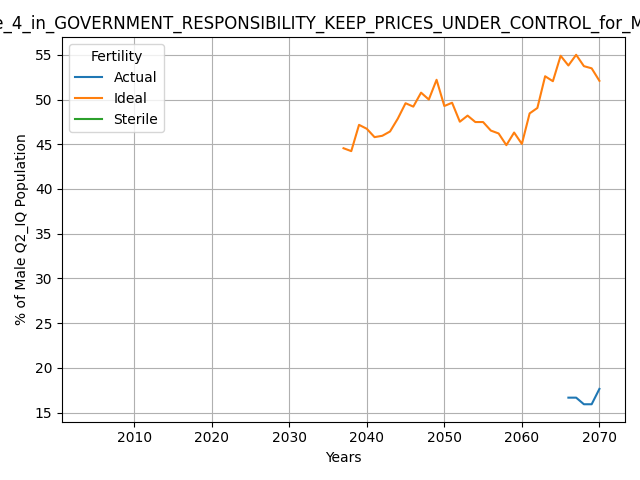 e_4_in_GOVERNMENT_RESPONSIBILITY_KEEP_PRICES_UNDER_CONTROL_for_M
Fertility
Actual
Ideal
Sterile
55
50
45
40
35
30
25
20
15
% of Male Q2_IQ Population
2010
2020
2030
2040
2050
2060
2070
Years